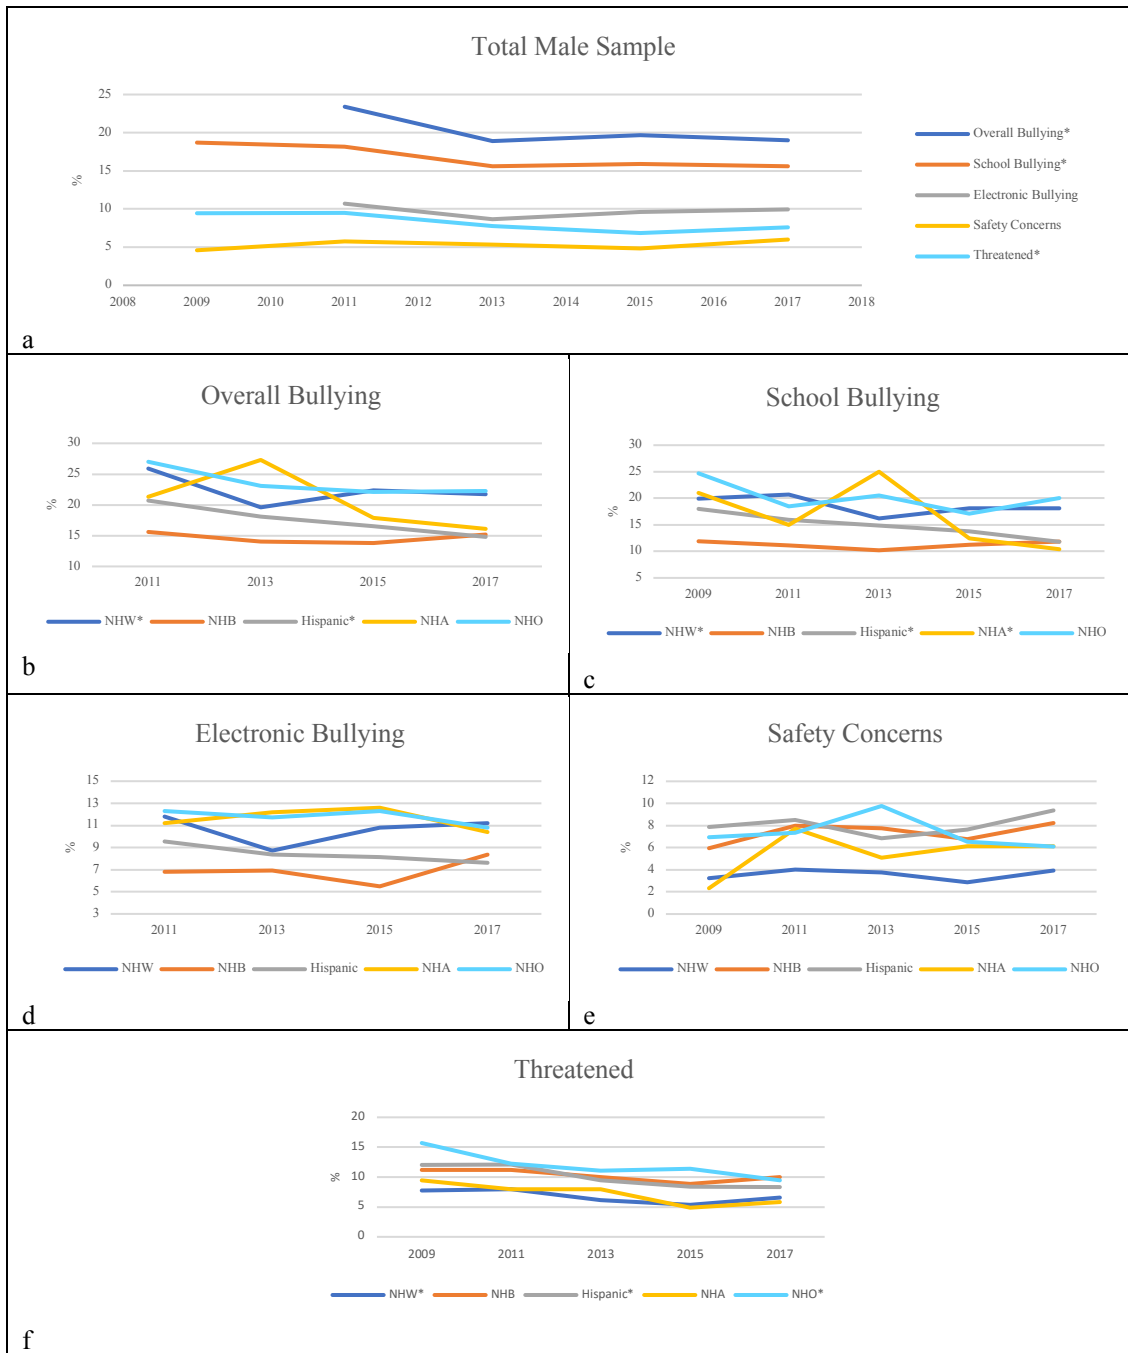 Total Male Sample
25
20
15
10
5
0
%
2008 2009 2010 2011 2012 2013 2014 2015 2016 2017 2018
Overall Bullying*
School Bullying*
Electronic Bullying
Safety Concerns
Threatened*
a
Overall Bullying
30
25
20
15
10
%
2011 2013 2015 2017
NHW* NHB Hispanic* NHA NHO
b
School Bullying
30
25
20
15
10
5
%
2009 2011 2013 2015 2017
NHW* NHB Hispanic* NHA* NHO
c
Electronic Bullying
15
13
11
9
7
5
3
%
2011 2013 2015 2017
NHW NHB Hispanic NHA NHO
d
Safety Concerns
12
10
8
6
4
2
0
%
2009 2011 2013 2015 2017
NHW NHB Hispanic NHA NHO
e
Threatened
20
15
10
5
0
%
2009 2011 2013 2015 2017
NHW* NHB Hispanic* NHA NHO*
f